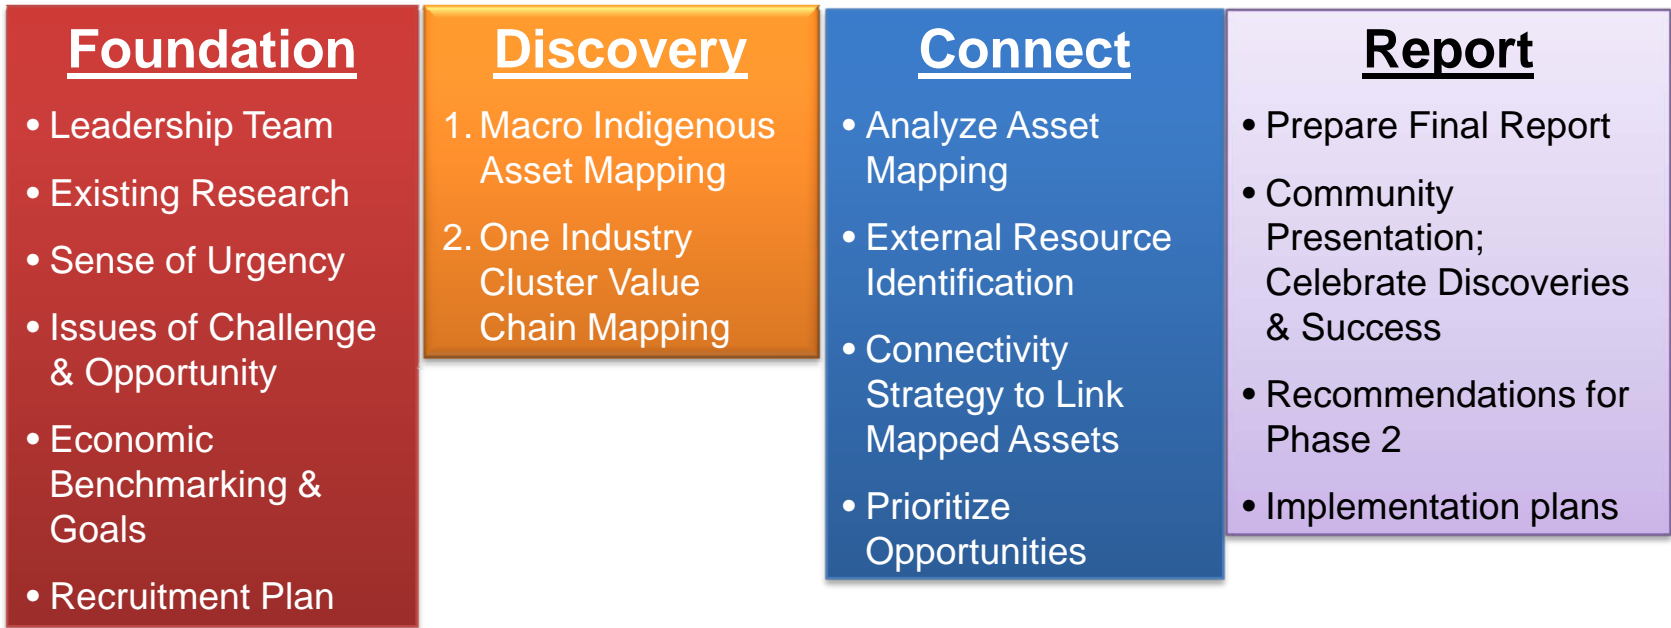 Foundation
• Leadership Team
• Existing Research
• Sense of Urgency
• Issues of Challenge
& Opportunity
• Economic
Benchmarking &
Goals
• Recruitment Plan
Discovery
1. Macro Indigenous
Asset Mapping
2. One Industry
Cluster Value
Chain Mapping
Connect
• Analyze Asset
Mapping
• External Resource
Identification
• Connectivity
Strategy to Link
Mapped Assets
• Prioritize
Opportunities
Report
• Prepare Final Report
• Community
Presentation;
Celebrate Discoveries
& Success
• Recommendations for
Phase 2
• Implementation plans